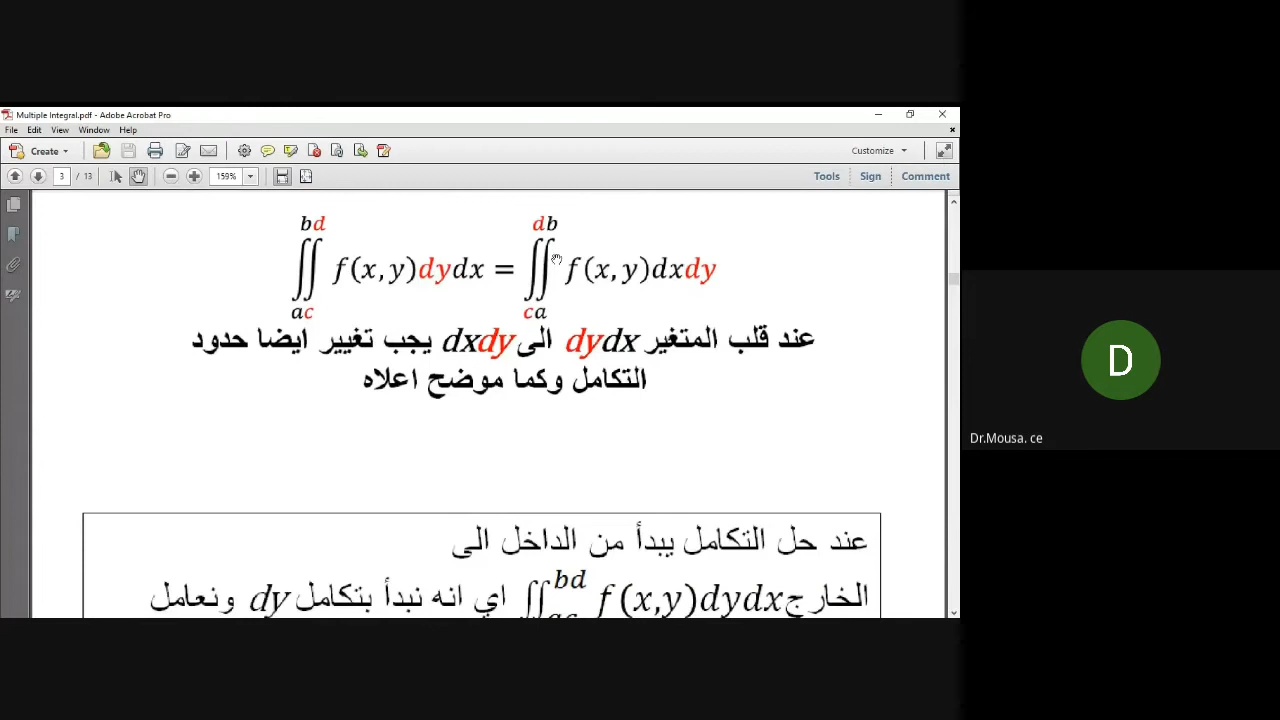 Multiple Integral.pdf - Adobe Acrobat Pro
File Edit View Window Help
Create Customize
3 / 13 159% Tools Sign Comment
bd db
∬ f(x, y)dydx = ∬ f(x, y)dxdy
ac ca
عند قلب المتغير dydx الى dxdy يجب تغيير ايضا حدود
التكامل وكما موضح اعلاه
عند حل التكامل يبدأ من الداخل الى
الخارج ∬ac^bd f(x,y)dydx اي انه نبدأ بتكامل dy ونعامل
D
Dr.Mousa. ce